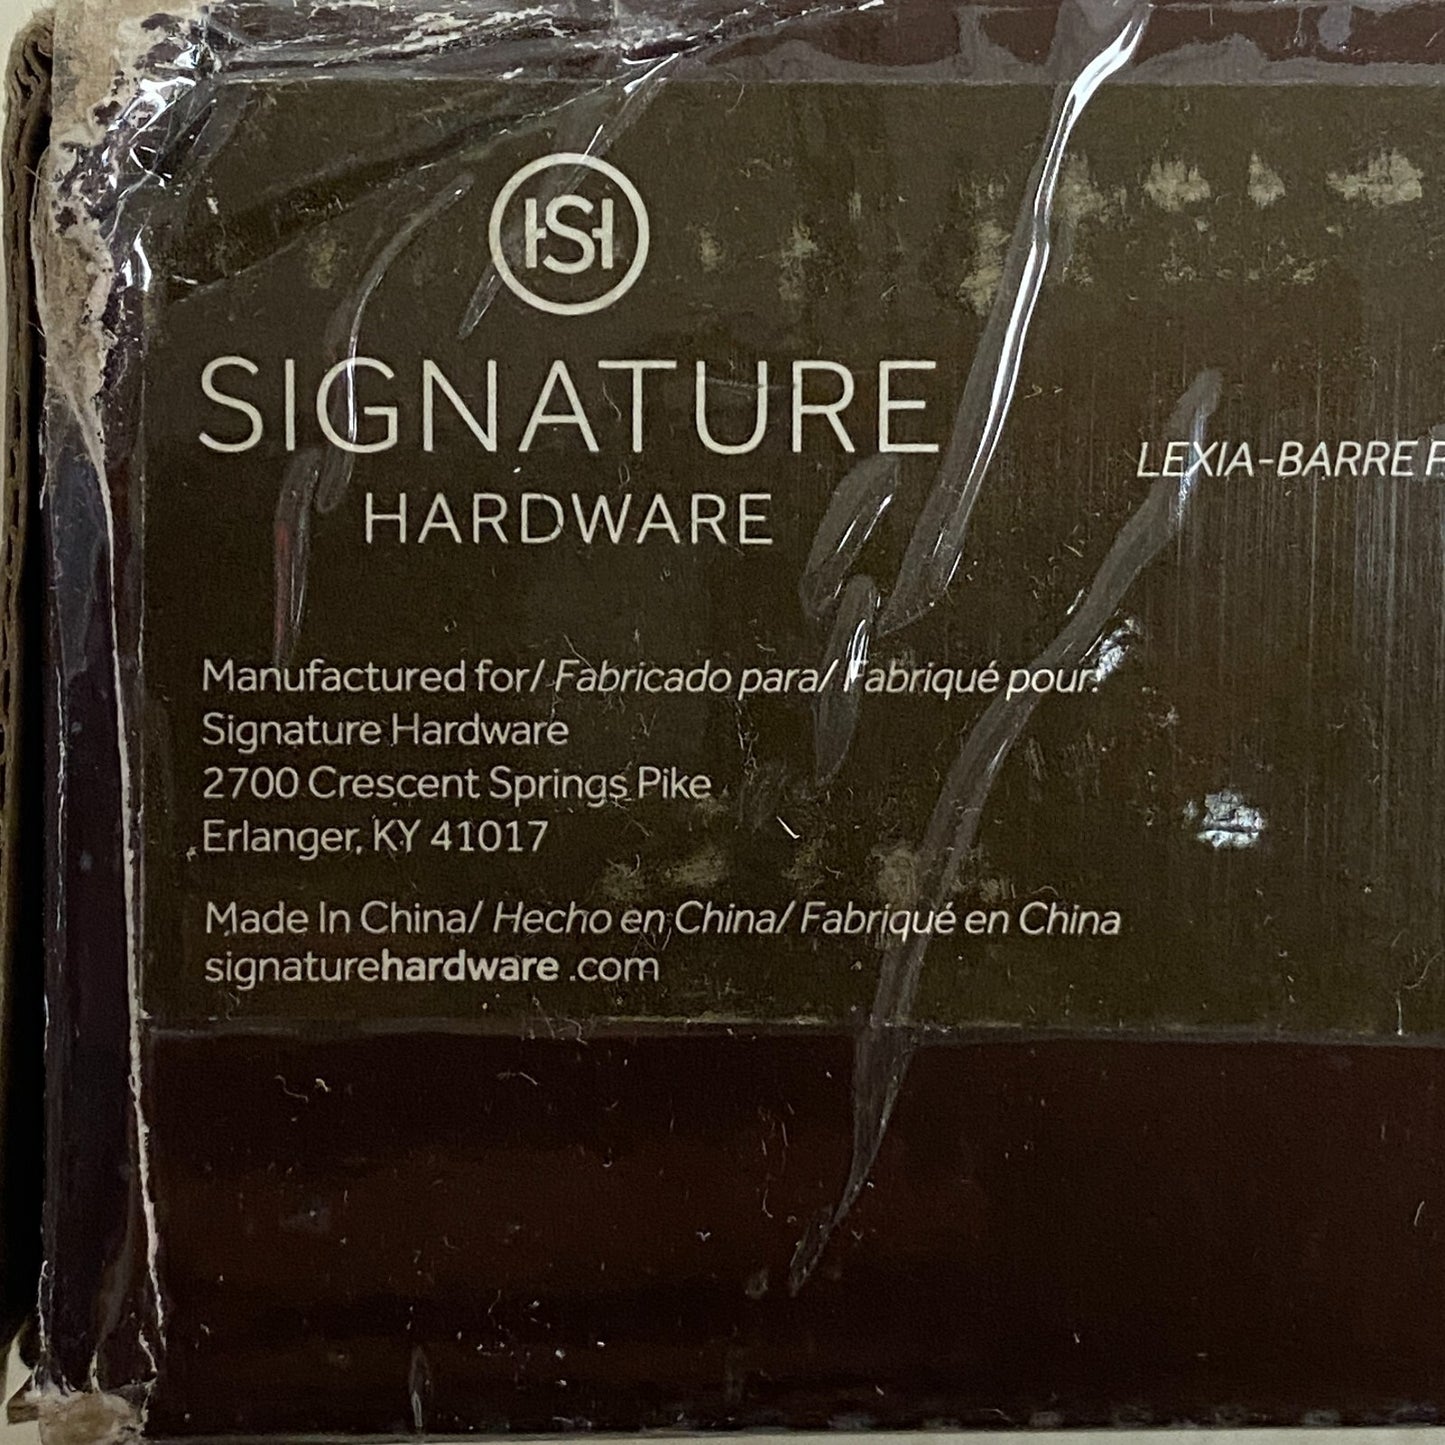 SH
SIGNATURE
HARDWARE
LEXIA-BARRE
Manufactured for/ Fabricado para/ Fabriqué pour:
Signature Hardware
2700 Crescent Springs Pike
Erlanger, KY 41017
Made In China/ Hecho en China/ Fabriqué en China
signaturehardware .com